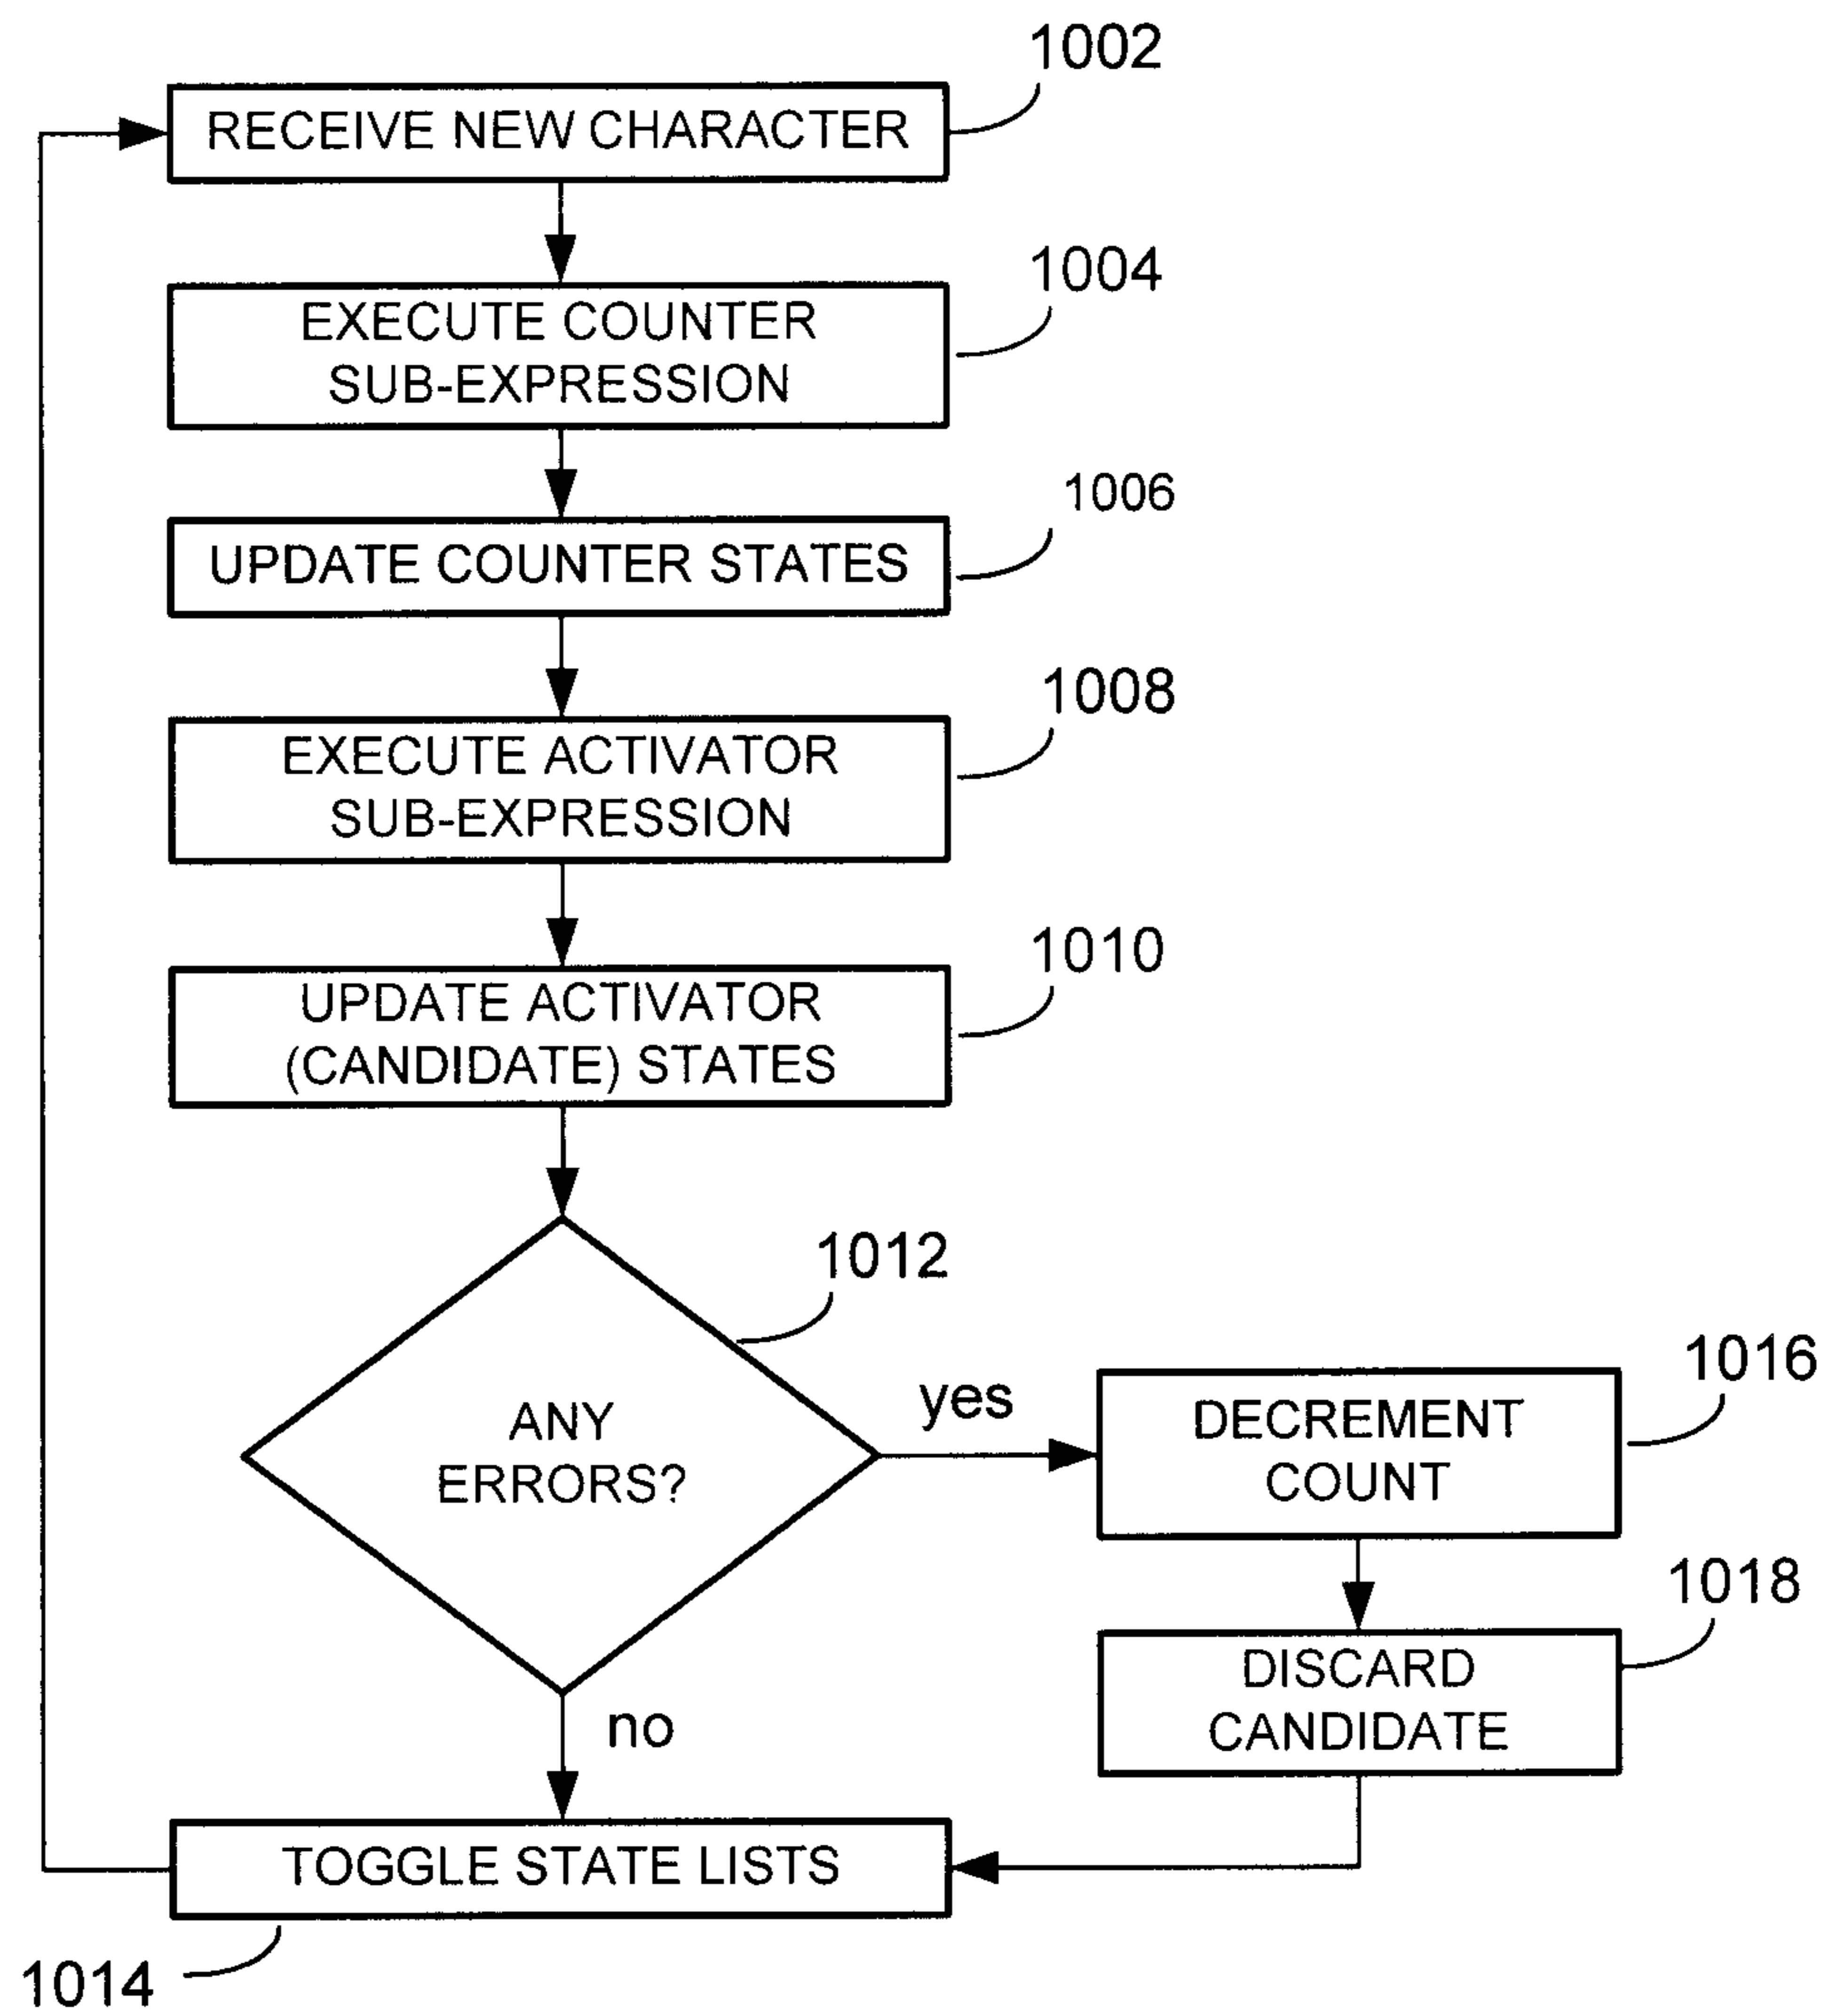 1002
RECEIVE NEW CHARACTER
1004
EXECUTE COUNTER
SUB-EXPRESSION
1006
UPDATE COUNTER STATES
1008
EXECUTE ACTIVATOR
SUB-EXPRESSION
1010
UPDATE ACTIVATOR
(CANDIDATE) STATES
1012
ANY
ERRORS?
yes
1016
DECREMENT
COUNT
1018
DISCARD
CANDIDATE
no
TOGGLE STATE LISTS
1014